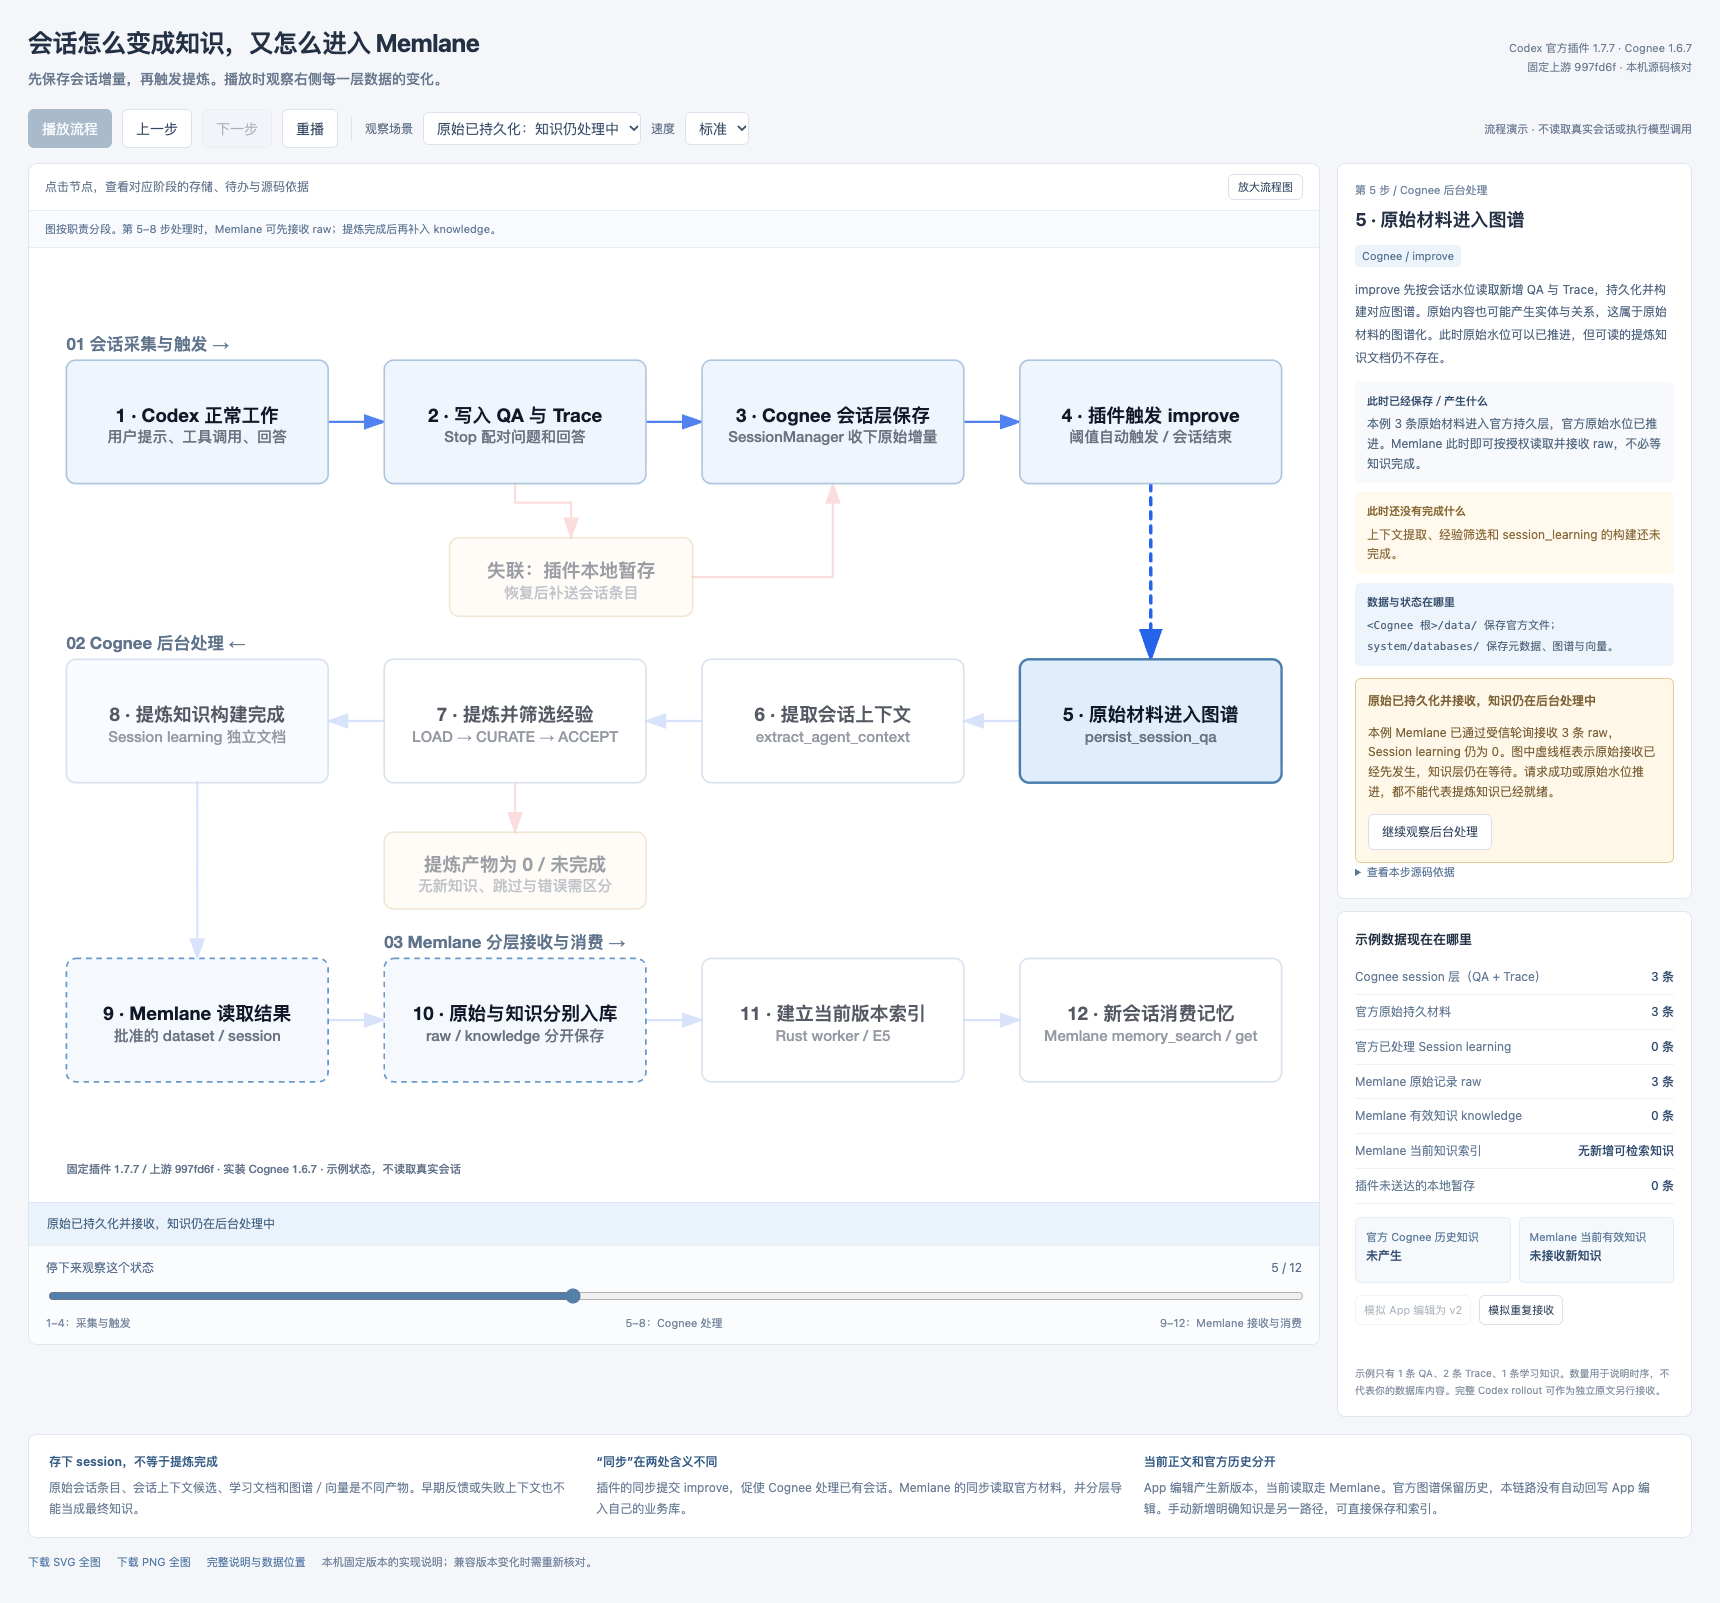 会话怎么变成知识，又怎么进入 Memlane
先保存会话增量，再触发提炼。播放时观察右侧每一层数据的变化。
Codex 官方插件 1.7.7 · Cognee 1.6.7
固定上游 997fd6f · 本机源码核对
播放流程 上一步 下一步 重播 观察场景 原始已持久化：知识仍处理中 速度 标准
流程演示 · 不读取真实会话或执行模型调用
点击节点，查看对应阶段的存储、待办与源码依据
放大流程图
图按职责分段。第 5–8 步处理时，Memlane 可先接收 raw；提炼完成后再补入 knowledge。
01 会话采集与触发 →
1 · Codex 正常工作
用户提示、工具调用、回答
2 · 写入 QA 与 Trace
Stop 配对问题和回答
3 · Cognee 会话层保存
SessionManager 收下原始增量
4 · 插件触发 improve
阈值自动触发 / 会话结束
失联：插件本地暂存
恢复后补送会话条目
02 Cognee 后台处理 ←
8 · 提炼知识构建完成
Session learning 独立文档
7 · 提炼并筛选经验
LOAD → CURATE → ACCEPT
6 · 提取会话上下文
extract_agent_context
5 · 原始材料进入图谱
persist_session_qa
提炼产物为 0 / 未完成
无新知识、跳过与错误需区分
03 Memlane 分层接收与消费 →
9 · Memlane 读取结果
批准的 dataset / session
10 · 原始与知识分别入库
raw / knowledge 分开保存
11 · 建立当前版本索引
Rust worker / E5
12 · 新会话消费记忆
Memlane memory_search / get
固定插件 1.7.7 / 上游 997fd6f · 实装 Cognee 1.6.7 · 示例状态，不读取真实会话
原始已持久化并接收，知识仍在后台处理中
停下来观察这个状态
5 / 12
1–4：采集与触发
5–8：Cognee 处理
9–12：Memlane 接收与消费
第 5 步 / Cognee 后台处理
5 · 原始材料进入图谱
Cognee / improve
improve 先按会话水位读取新增 QA 与 Trace，持久化并构
建对应图谱。原始内容也可能产生实体与关系，这属于原始
材料的图谱化。此时原始水位可以已推进，但可读的提炼知
识文档仍不存在。
此时已经保存 / 产生什么
本例 3 条原始材料进入官方持久层，官方原始水位已推
进。Memlane 此时即可按授权读取并接收 raw，不必等
知识完成。
此时还没有完成什么
上下文提取、经验筛选和 session_learning 的构建还未
完成。
数据与状态在哪里
<Cognee 根>/data/ 保存官方文件；
system/databases/ 保存元数据、图谱与向量。
原始已持久化并接收，知识仍在后台处理中
本例 Memlane 已通过受信轮询接收 3 条 raw，
Session learning 仍为 0。图中虚线框表示原始接收已
经先发生，知识层仍在等待。请求成功或原始水位推
进，都不能代表提炼知识已经就绪。
继续观察后台处理
查看本步源码依据
示例数据现在在哪里
Cognee session 层（QA + Trace） 3 条
官方原始持久材料 3 条
官方已处理 Session learning 0 条
Memlane 原始记录 raw 3 条
Memlane 有效知识 knowledge 0 条
Memlane 当前知识索引 无新增可检索知识
插件未送达的本地暂存 0 条
官方 Cognee 历史知识
未产生
Memlane 当前有效知识
未接收新知识
模拟 App 编辑为 v2 模拟重复接收
示例只有 1 条 QA、2 条 Trace、1 条学习知识。数量用于说明时序，不
代表你的数据库内容。完整 Codex rollout 可作为独立原文另行接收。
存下 session，不等于提炼完成
原始会话条目、会话上下文候选、学习文档和图谱 / 向量是不同产物。早期反馈或失败上下文也不
能当成最终知识。
“同步”在两处含义不同
插件的同步提交 improve，促使 Cognee 处理已有会话。Memlane 的同步读取官方材料，并分层导
入自己的业务库。
当前正文和官方历史分开
App 编辑产生新版本，当前读取走 Memlane。官方图谱保留历史，本链路没有自动回写 App 编
辑。手动新增明确知识是另一路径，可直接保存和索引。
下载 SVG 全图 下载 PNG 全图 完整说明与数据位置 本机固定版本的实现说明；兼容版本变化时需重新核对。